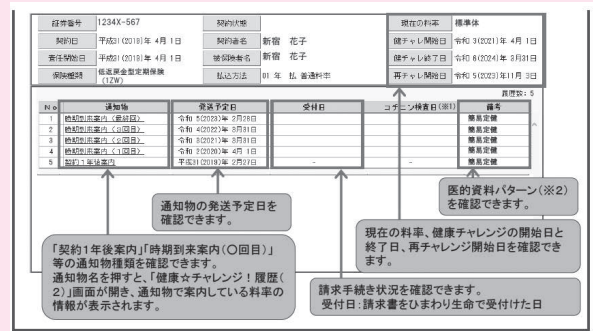 証券番号 1234X-567 契約状態 現在の料率 標準体
契約日 平成31(2019)年 4月 1日 契約者名 新宿 花子 健チャレ開始日 令和 3(2021)年 4月 1日
責任開始日 平成31(2019)年 4月 1日 被保険者名 新宿 花子 健チャレ終了日 令和 6(2024)年 3月31日
保険種類 低返戻金型定期保険(1ZW) 払込方法 01 年 払 普通料率 再チャレ開始日 令和 5(2023)年11月 3日
履歴数: 5
No 通知物 発送予定日 受付日 コチニン検査日(※1) 備考
1 時期到来案内(最終回) 令和 5(2023)年 2月28日 簡易定健
2 時期到来案内(3回目) 令和 4(2022)年 3月31日 簡易定健
3 時期到来案内(2回目) 令和 3(2021)年 3月31日 簡易定健
4 時期到来案内(1回目) 令和 2(2020)年 4月 1日 簡易定健
5 契約1年後案内 平成31(2019)年 2月27日 - - 簡易定健
通知物の発送予定日を
確認できます。
医的資料パターン(※2)
を確認できます。
現在の料率、健康チャレンジの開始日と
終了日、再チャレンジ開始日を確認でき
ます。
「契約1年後案内」「時期到来案内(○回目)」
等の通知物種類を確認できます。
通知物名を押すと、「健康☆チャレンジ!履歴(
2)」画面が開き、通知物で案内している料率の
情報が表示されます。
請求手続き状況を確認できます。
受付日:請求書をひまわり生命で受付けた日